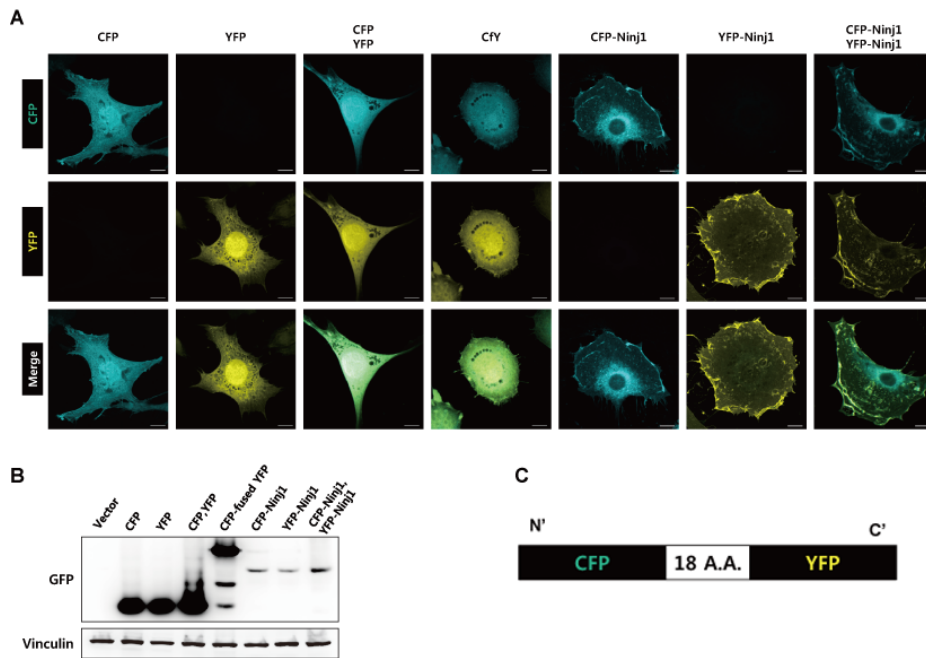 A
CFP
YFP
CFP
YFP
CfY
CFP-Ninj1
YFP-Ninj1
CFP-Ninj1
YFP-Ninj1
CFP
YFP
Merge
B
Vector
CFP
YFP
CFP,YFP
CFP-fused YFP
CFP-Ninj1
YFP-Ninj1
CFP-Ninj1,
YFP-Ninj1
GFP
Vinculin
C
N'
C'
CFP
18 A.A.
YFP